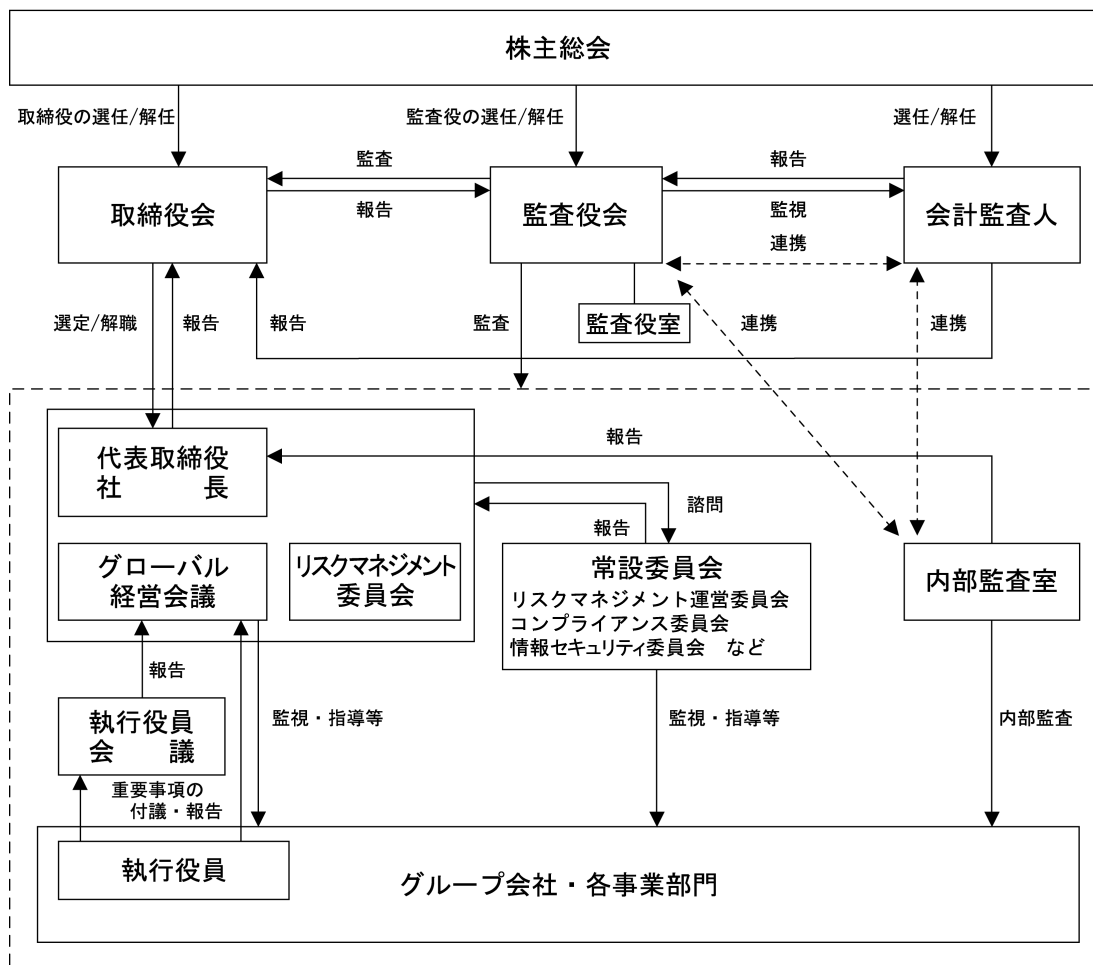 株主総会
取締役の選任/解任
監査役の選任/解任
選任/解任
監査
報告
取締役会
監査役会
会計監査人
報告
監視
連携
選定/解職
報告
報告
監査
監査役室
連携
連携
代表取締役
社　　　長
報告
諮問
報告
グローバル
経営会議
リスクマネジメント
委員会
常設委員会
リスクマネジメント運営委員会
コンプライアンス委員会
情報セキュリティ委員会　など
内部監査室
報告
執行役員
会　　議
監視・指導等
監視・指導等
内部監査
重要事項の
付議・報告
執行役員
グループ会社・各事業部門